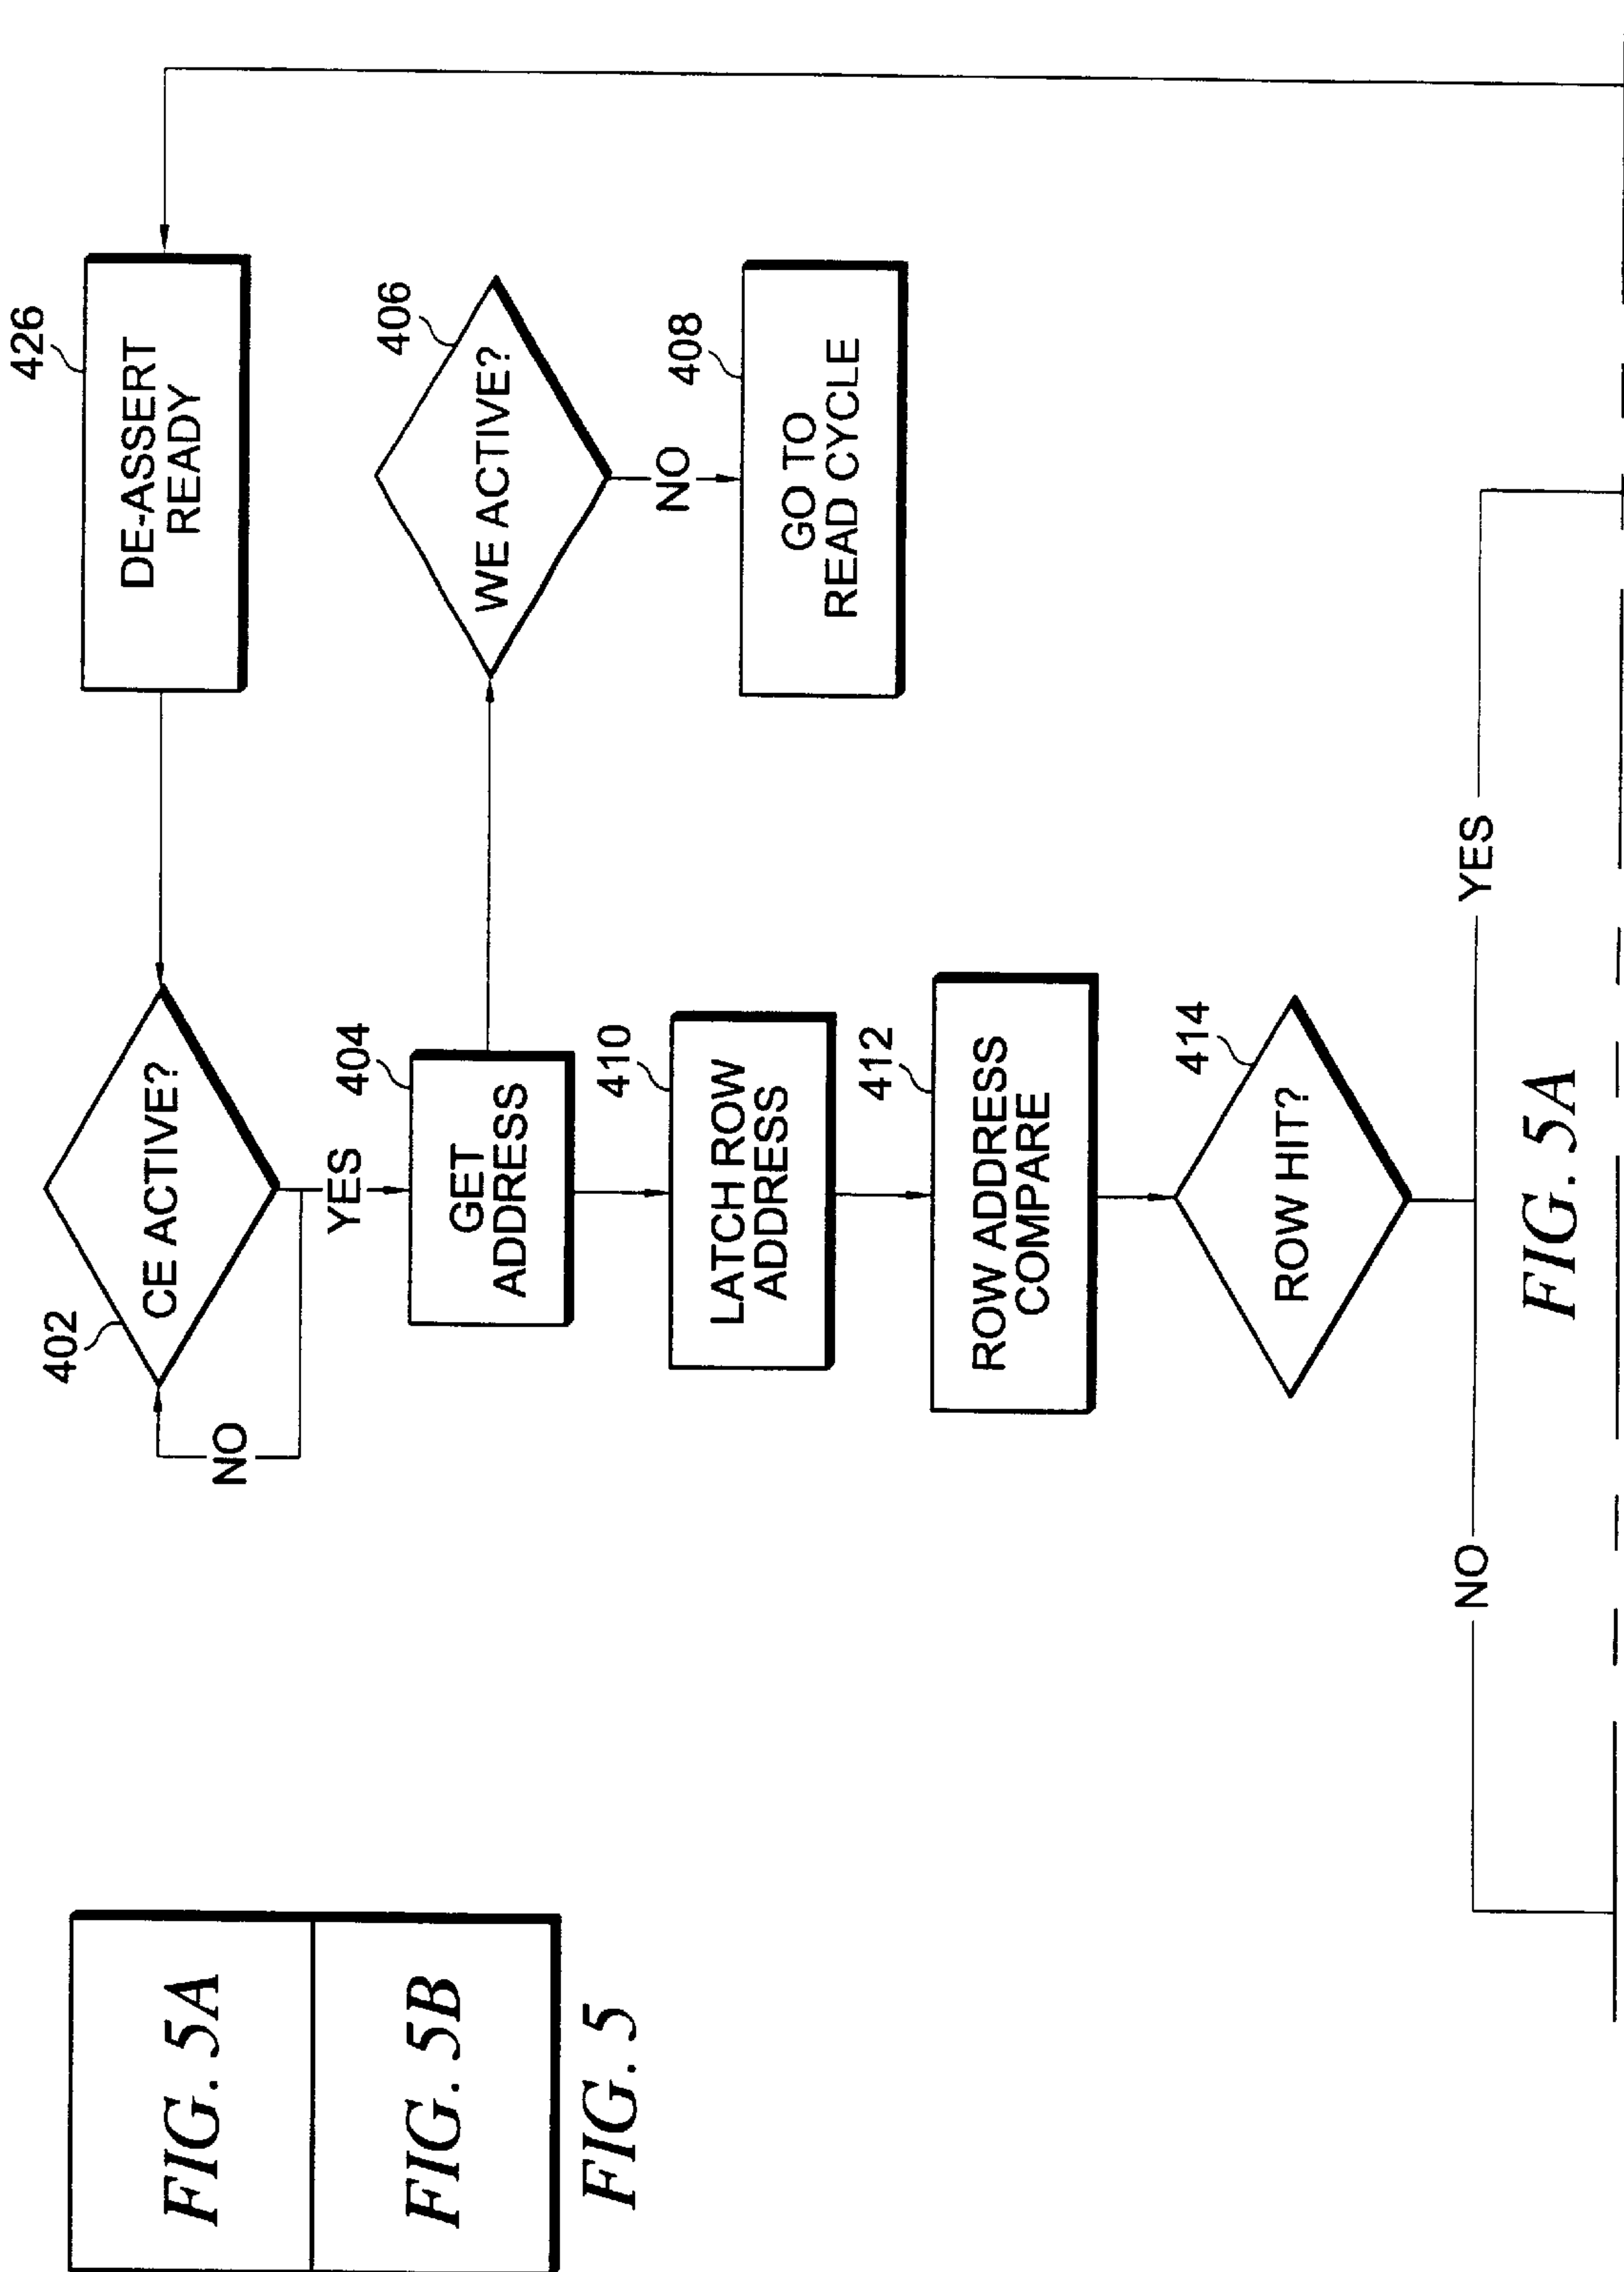 FIG. 5A
FIG. 5B
FIG. 5
402
CE ACTIVE?
NO
YES
426
DE-ASSERT
READY
404
GET
ADDRESS
406
WE ACTIVE?
NO
408
GO TO
READ CYCLE
410
LATCH ROW
ADDRESS
412
ROW ADDRESS
COMPARE
414
ROW HIT?
NO
YES
FIG. 5A